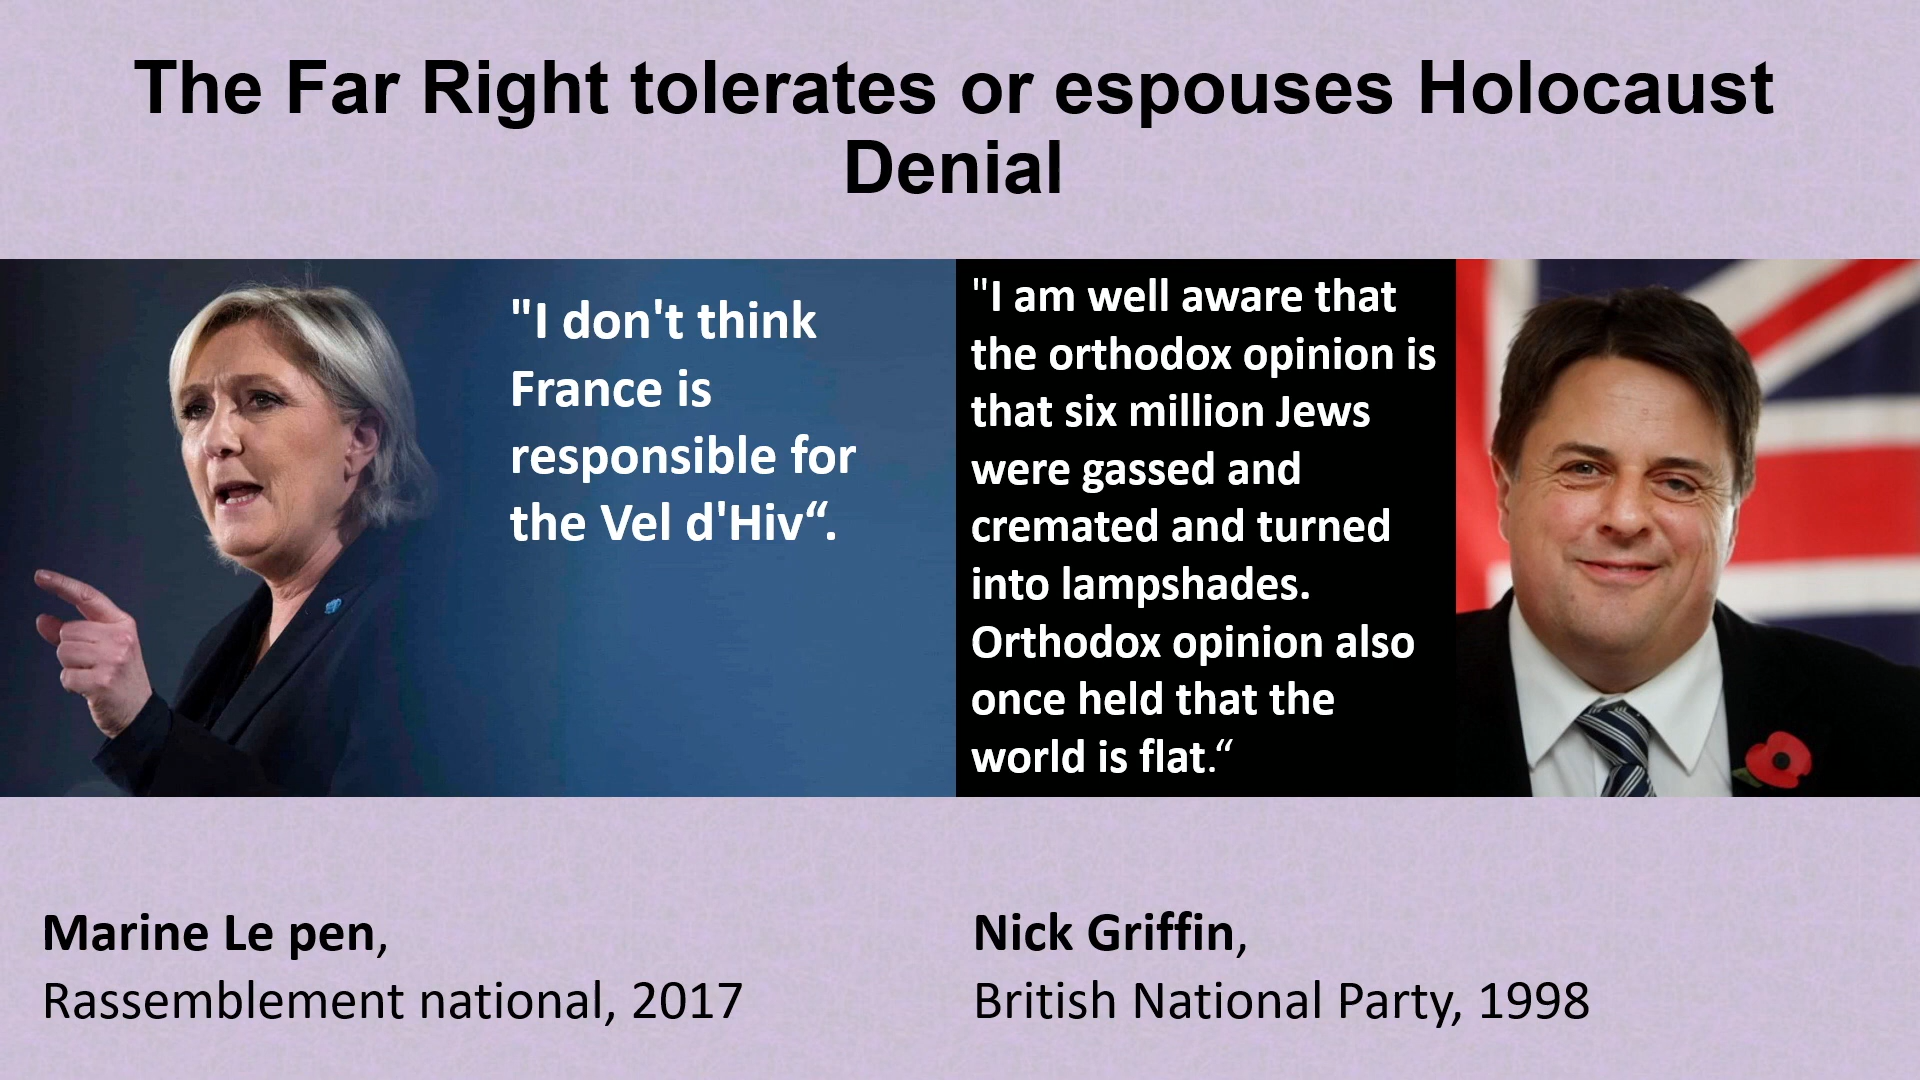 The Far Right tolerates or espouses Holocaust
Denial
"I don't think
France is
responsible for
the Vel d'Hiv“.
"I am well aware that
the orthodox opinion is
that six million Jews
were gassed and
cremated and turned
into lampshades.
Orthodox opinion also
once held that the
world is flat.“
Marine Le pen,
Rassemblement national, 2017
Nick Griffin,
British National Party, 1998